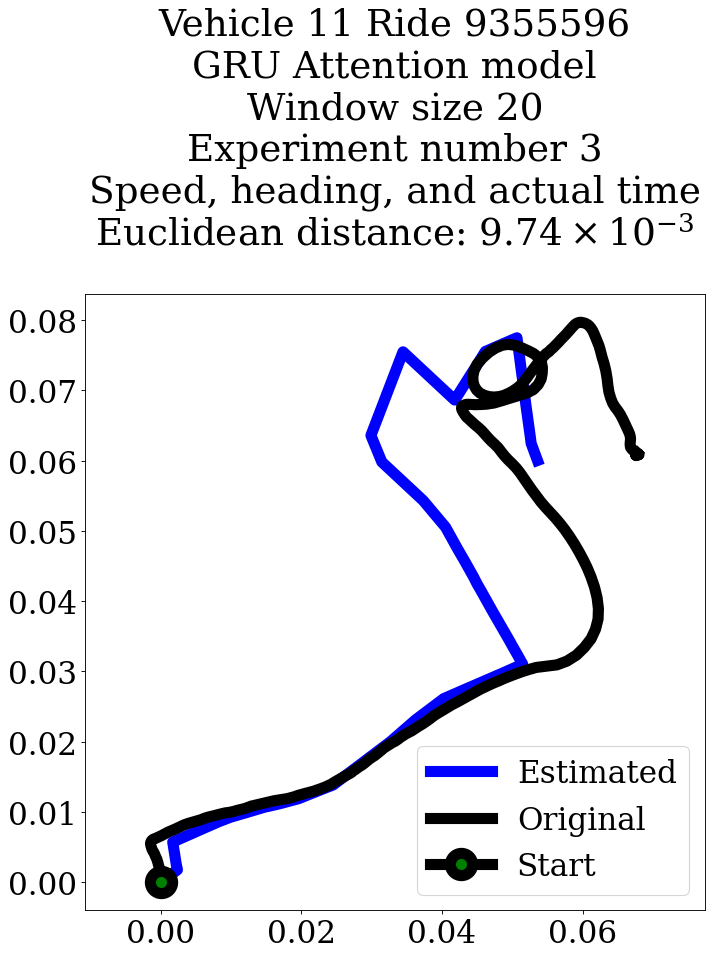 Vehicle 11 Ride 9355596
GRU Attention model
Window size 20
Experiment number 3
Speed, heading, and actual time
Euclidean distance: 9.74 × 10⁻³
0.08
0.07
0.06
0.05
0.04
0.03
0.02
0.01
0.00
Estimated
Original
Start
0.00 0.02 0.04 0.06